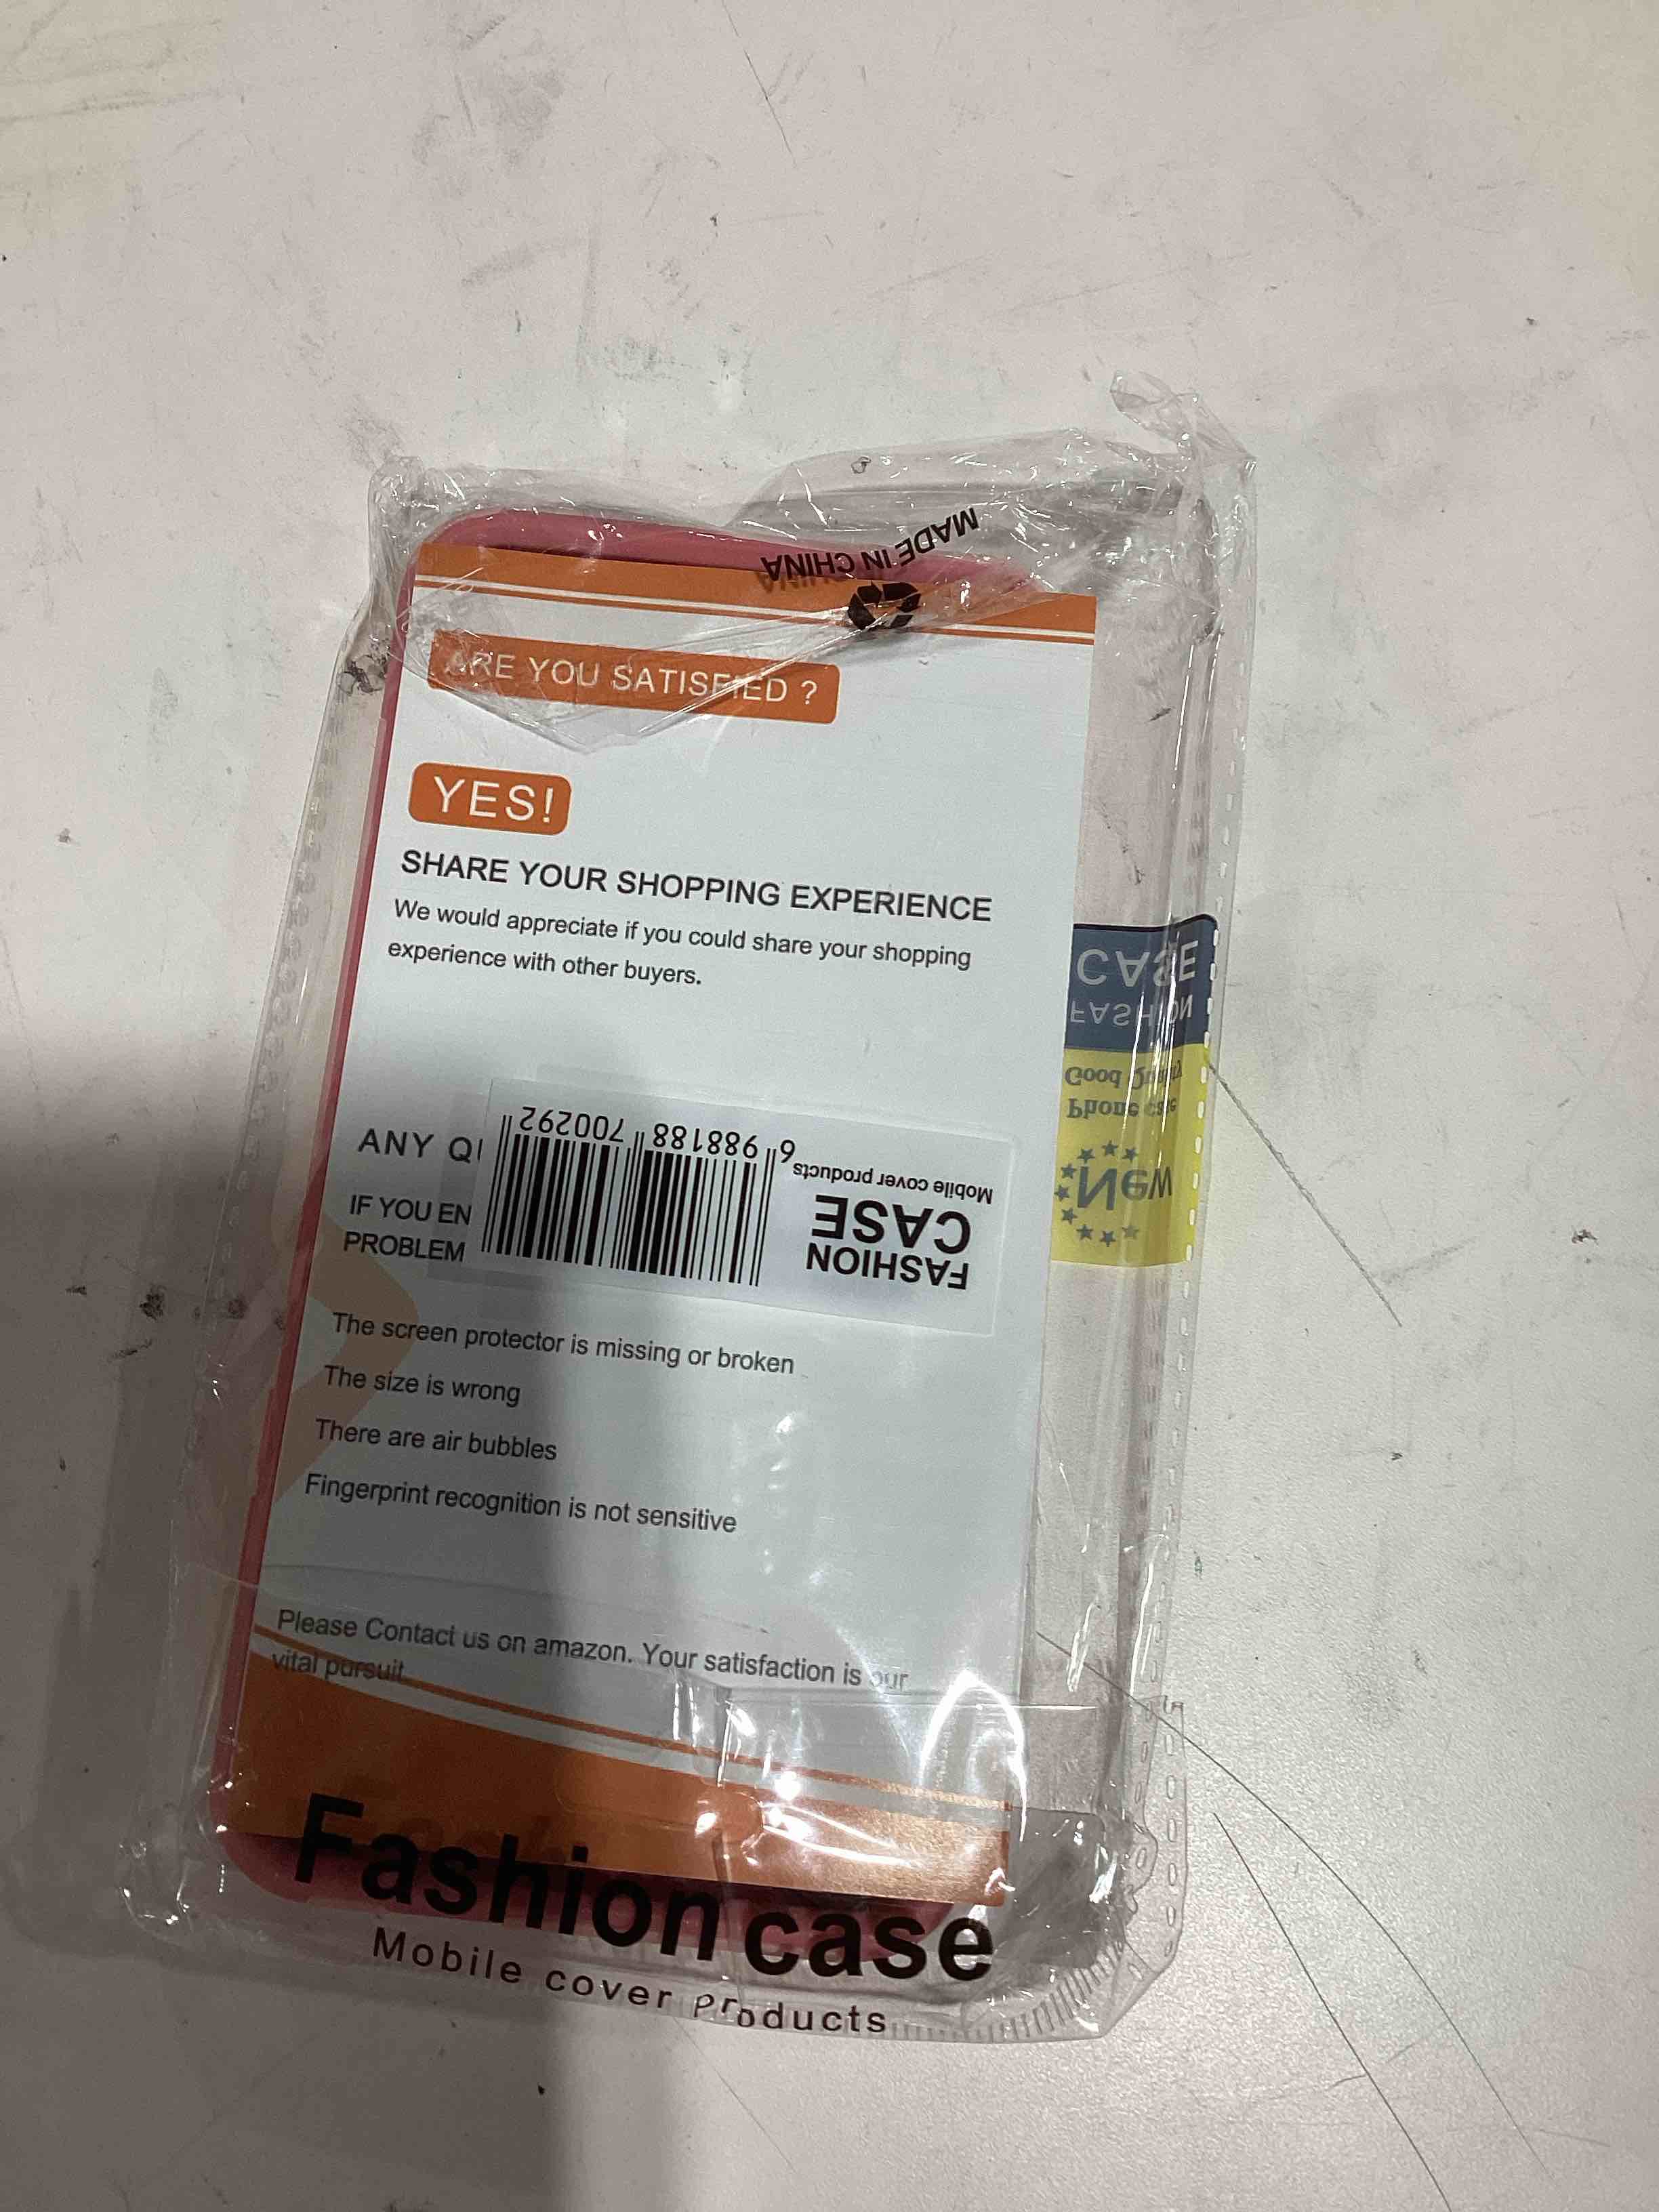 MADE IN CHINA
ARE YOU SATISFIED ?
YES!
SHARE YOUR SHOPPING EXPERIENCE
We would appreciate if you could share your shopping
experience with other buyers.
ANY QU
IF YOU EN
PROBLEM
FASHION
CASE
Mobile cover products
6 988188 700292
The screen protector is missing or broken
The size is wrong
There are air bubbles
Fingerprint recognition is not sensitive
Please Contact us on amazon. Your satisfaction is our
vital pursuit
New
Phone case
Good Quality
FASHION
CASE
Fashion case
Mobile cover products